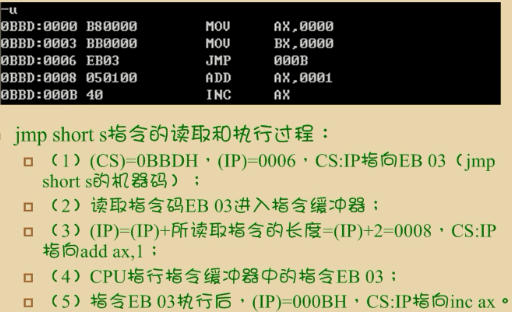 -u
0BBD:0000 B80000 MOV AX,0000
0BBD:0003 BB0000 MOV BX,0000
0BBD:0006 EB03 JMP 000B
0BBD:0008 050100 ADD AX,0001
0BBD:000B 40 INC AX
jmp short s指令的读取和执行过程：
（1）(CS)=0BBDH，(IP)=0006，CS:IP指向EB 03（jmp
short s的机器码）；
（2）读取指令码EB 03进入指令缓冲器；
（3）(IP)=(IP)+所读取指令的长度=(IP)+2=0008，CS:IP
指向add ax,1；
（4）CPU指行指令缓冲器中的指令EB 03；
（5）指令EB 03执行后，(IP)=000BH，CS:IP指向inc ax。